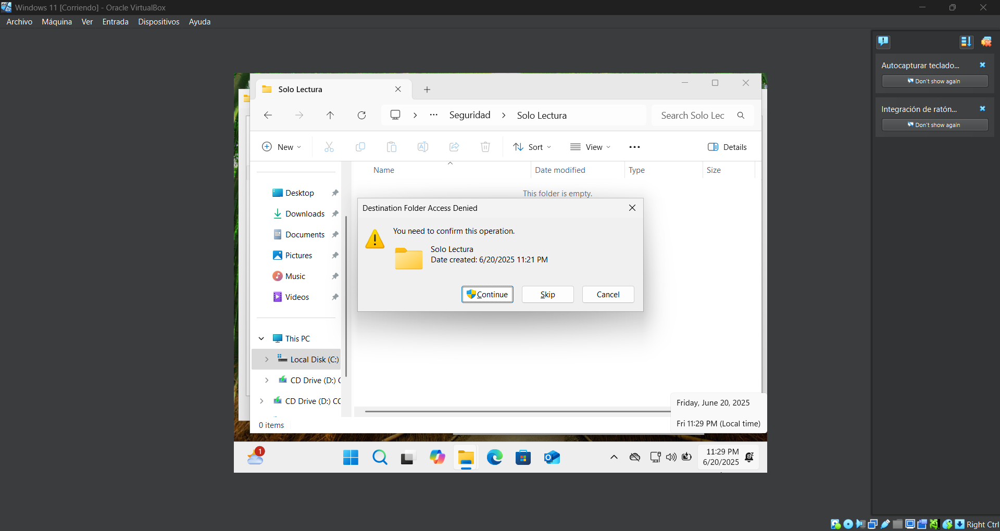 Windows 11 [Corriendo] - Oracle VirtualBox
Archivo Máquina Ver Entrada Dispositivos Ayuda
Autocapturar teclado...
Don't show again
Integración de ratón...
Don't show again
Solo Lectura
Seguridad > Solo Lectura
Search Solo Lec
New
Sort
View
Details
Name Date modified Type Size
This folder is empty.
Desktop
Downloads
Documents
Pictures
Music
Videos
This PC
Local Disk (C:)
CD Drive (D:) C
CD Drive (D:) CC
0 items
Destination Folder Access Denied
You need to confirm this operation.
Solo Lectura
Date created: 6/20/2025 11:21 PM
Continue
Skip
Cancel
Friday, June 20, 2025
Fri 11:29 PM (Local time)
1
11:29 PM
6/20/2025
Right Ctrl